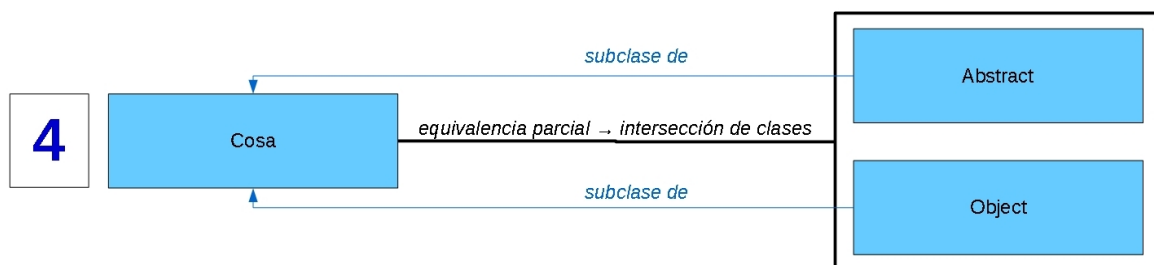 subclase de
Abstract
4
Cosa
equivalencia parcial → intersección de clases
subclase de
Object